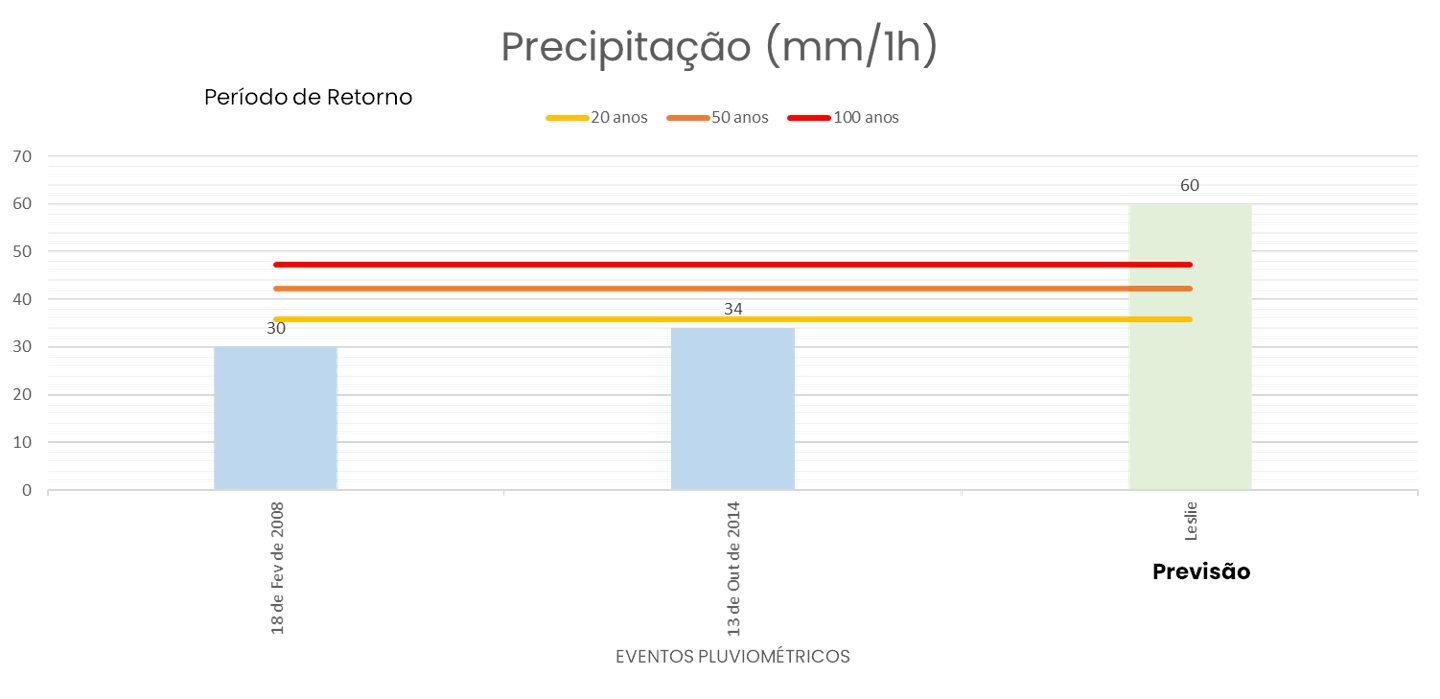 Precipitação (mm/1h)
Período de Retorno
20 anos 50 anos 100 anos
70
60
60
50
40
34
30
30
20
10
0
18 de Fev de 2008
13 de Out de 2014
Leslie
Previsão
EVENTOS PLUVIOMÉTRICOS